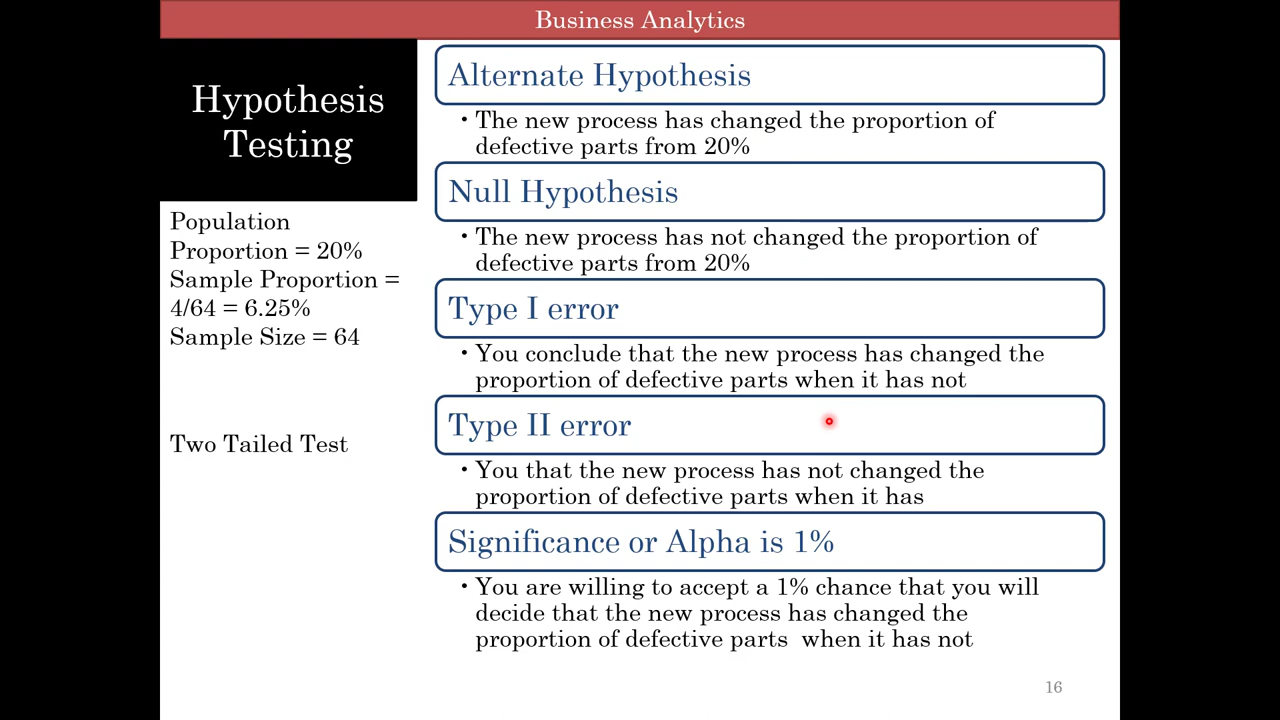 Business Analytics
Hypothesis
Testing
Population
Proportion = 20%
Sample Proportion =
4/64 = 6.25%
Sample Size = 64
Two Tailed Test
Alternate Hypothesis
• The new process has changed the proportion of
defective parts from 20%
Null Hypothesis
• The new process has not changed the proportion of
defective parts from 20%
Type I error
• You conclude that the new process has changed the
proportion of defective parts when it has not
Type II error
• You that the new process has not changed the
proportion of defective parts when it has
Significance or Alpha is 1%
• You are willing to accept a 1% chance that you will
decide that the new process has changed the
proportion of defective parts  when it has not
16